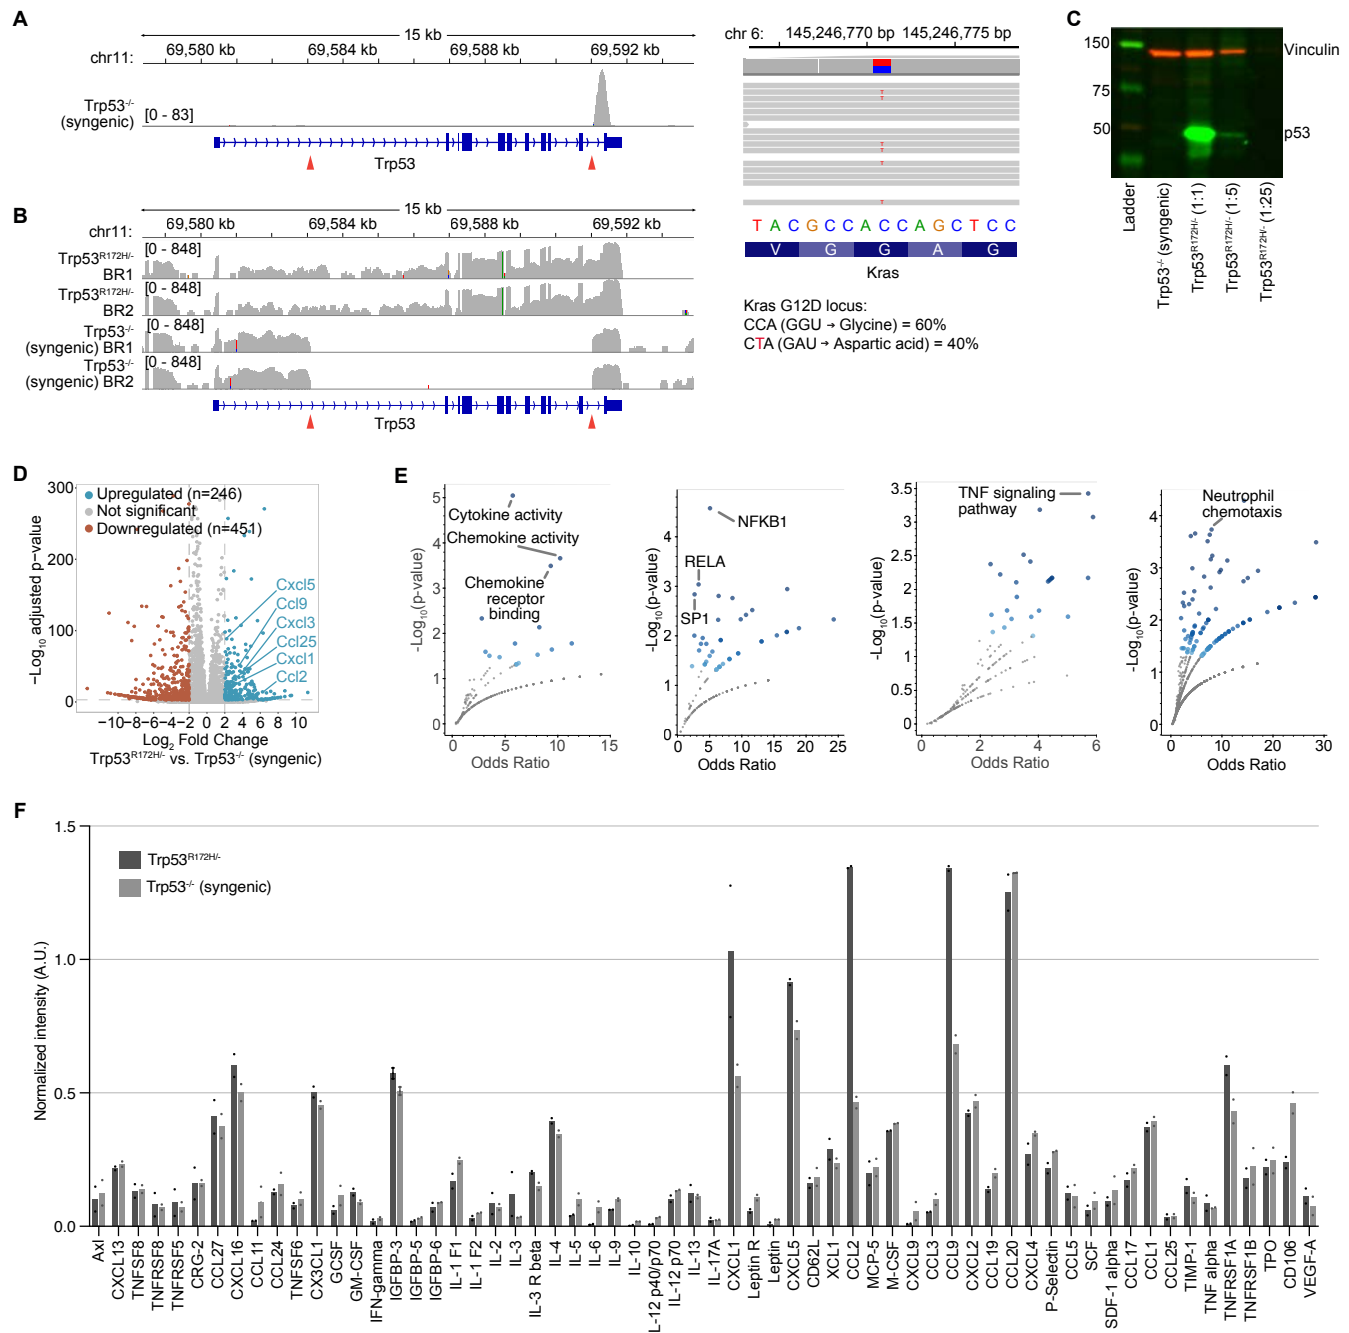 A
15 kb
69,580 kb 69,584 kb 69,588 kb 69,592 kb
chr11:
Trp53-/-
(syngenic)
[0 - 83]
Trp53
chr 6: 145,246,770 bp 145,246,775 bp
T
T
T
T
T
T
T A C G C C A C C A G C T C C
V G G A G
Kras
Kras G12D locus:
CCA (GGU → Glycine) = 60%
CTA (GAU → Aspartic acid) = 40%
B
15 kb
69,580 kb 69,584 kb 69,588 kb 69,592 kb
chr11:
Trp53R172H/-
BR1
[0 - 848]
Trp53R172H/-
BR2
[0 - 848]
Trp53-/-
(syngenic) BR1
[0 - 848]
Trp53-/-
(syngenic) BR2
[0 - 848]
Trp53
C
150
75
50
Vinculin
p53
Ladder
Trp53-/- (syngenic)
Trp53R172H/- (1:1)
Trp53R172H/- (1:5)
Trp53R172H/- (1:25)
D
Upregulated (n=246)
Not significant
Downregulated (n=451)
300
200
100
0
−Log10 adjusted p−value
Cxcl5
Ccl9
Cxcl3
Ccl25
Cxcl1
Ccl2
−10 −8 −6 −4 −2 0 2 4 6 8 10
Log2 Fold Change
Trp53R172H/- vs. Trp53-/- (syngenic)
E
5
4
3
2
1
0
-Log10(p-value)
Cytokine activity
Chemokine activity
Chemokine
receptor
binding
0 5 10 15
Odds Ratio
4
3
2
1
0
-Log10(p-value)
NFKB1
RELA
SP1
0 5 10 15 20 25
Odds Ratio
3.5
3
2.5
2
1.5
1
0.5
0
-Log10(p-value)
TNF signaling
pathway
0 2 4 6
Odds Ratio
4
3
2
1
0
-Log10(p-value)
Neutrophil
chemotaxis
0 10 20 30
Odds Ratio
F
1.5
1.0
0.5
0.0
Normalized intensity (A.U.)
Trp53R172H/-
Trp53-/- (syngenic)
Axl
CXCL13
TNFSF8
TNFRSF8
TNFRSF5
CRG-2
CCL27
CXCL16
CCL11
CCL24
TNFSF6
CX3CL1
GCSF
GM-CSF
IFN-gamma
IGFBP-3
IGFBP-5
IGFBP-6
IL-1 F1
IL-1 F2
IL-2
IL-3
IL-3 R beta
IL-4
IL-5
IL-6
IL-9
IL-10
L-12 p40/p70
IL-12 p70
IL-13
IL-17A
CXCL1
Leptin R
Leptin
CXCL5
CD62L
XCL1
CCL2
MCP-5
M-CSF
CXCL9
CCL3
CCL9
CXCL2
CCL19
CCL20
CXCL4
P-Selectin
CCL5
SCF
SDF-1 alpha
CCL17
CCL1
CCL25
TIMP-1
TNF alpha
TNFRSF1A
TNFRSF1B
TPO
CD106
VEGF-A